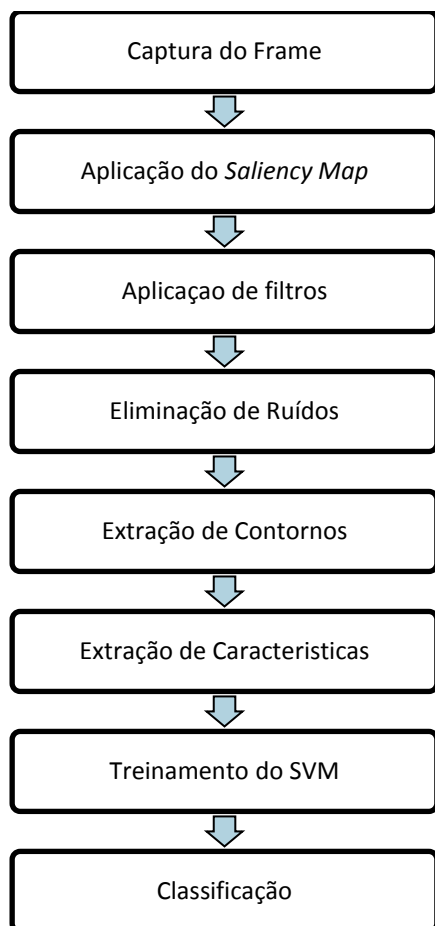 Captura do Frame
Aplicação do Saliency Map
Aplicaçao de filtros
Eliminação de Ruídos
Extração de Contornos
Extração de Caracteristicas
Treinamento do SVM
Classificação